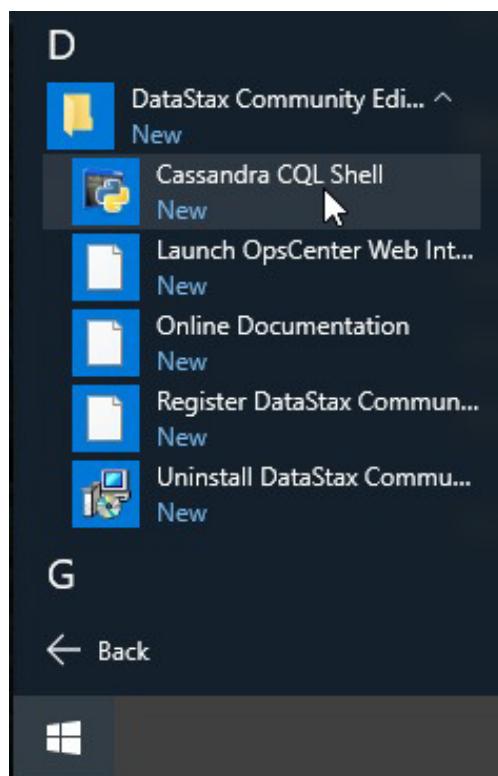 D
DataStax Community Edi...
New
Cassandra CQL Shell
New
Launch OpsCenter Web Int...
New
Online Documentation
New
Register DataStax Commun...
New
Uninstall DataStax Commu...
New
G
Back